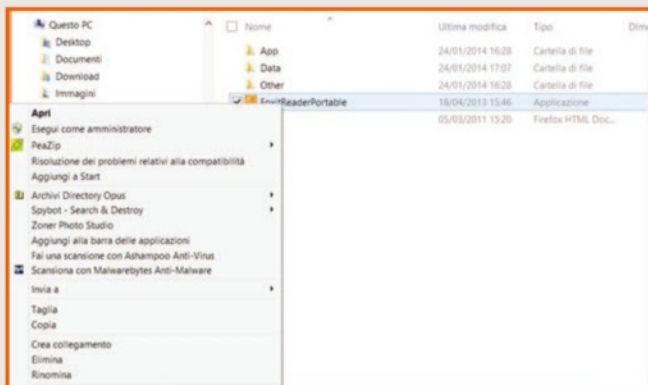 Questo PC
Desktop
Documenti
Download
Immagini
Nome Ultima modifica Tipo Dime
App 24/01/2014 16:28 Cartella di file
Data 24/01/2014 17:07 Cartella di file
Other 24/01/2014 16:28 Cartella di file
FoxitReaderPortable 18/04/2013 15:46 Applicazione
05/03/2011 15:20 Firefox HTML Doc...
Apri
Esegui come amministratore
PeaZip
Risoluzione dei problemi relativi alla compatibilità
Aggiungi a Start
Archivi Directory Opus
Spybot - Search & Destroy
Zoner Photo Studio
Aggiungi alla barra delle applicazioni
Fai una scansione con Ashampoo Anti-Virus
Scansiona con Malwarebytes Anti-Malware
Invia a
Taglia
Copia
Crea collegamento
Elimina
Rinomina